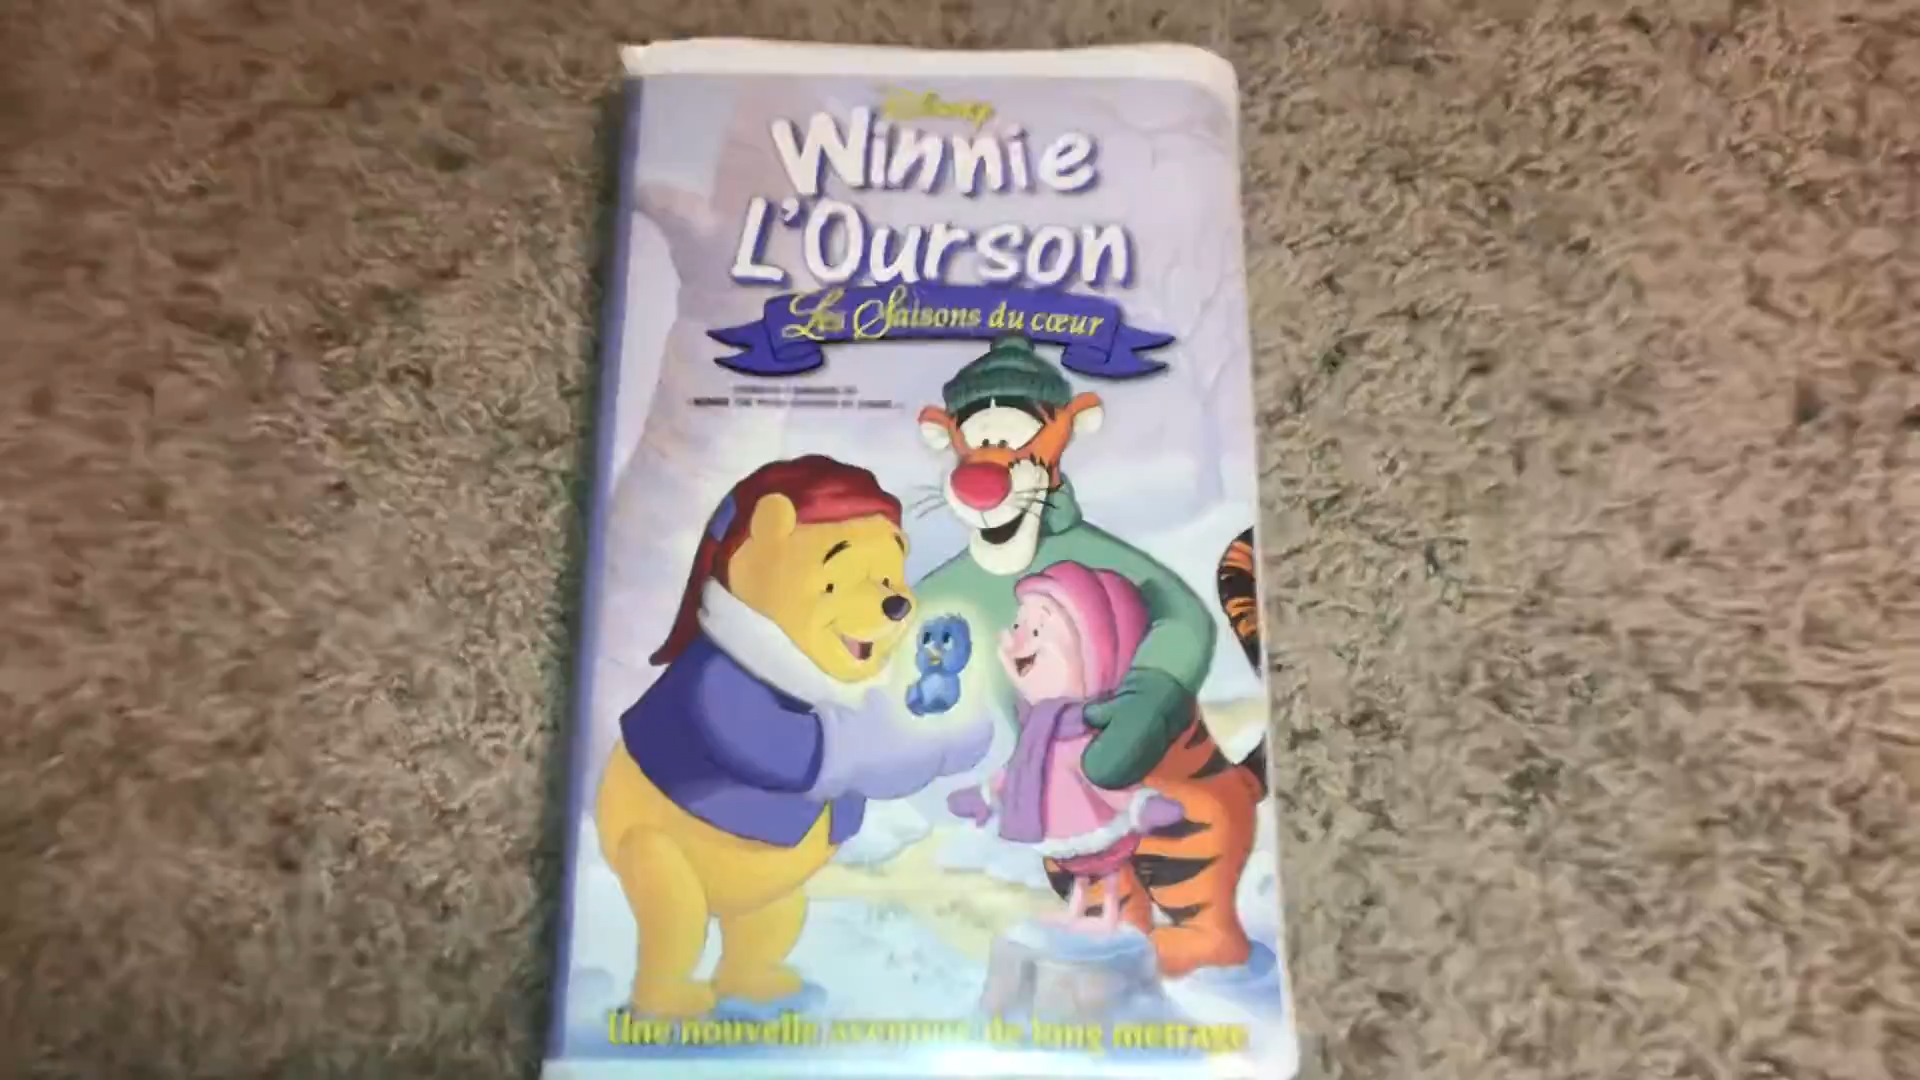 Disney
Winnie
L'Ourson
Les Saisons du cœur
Une nouvelle aventure de long métrage